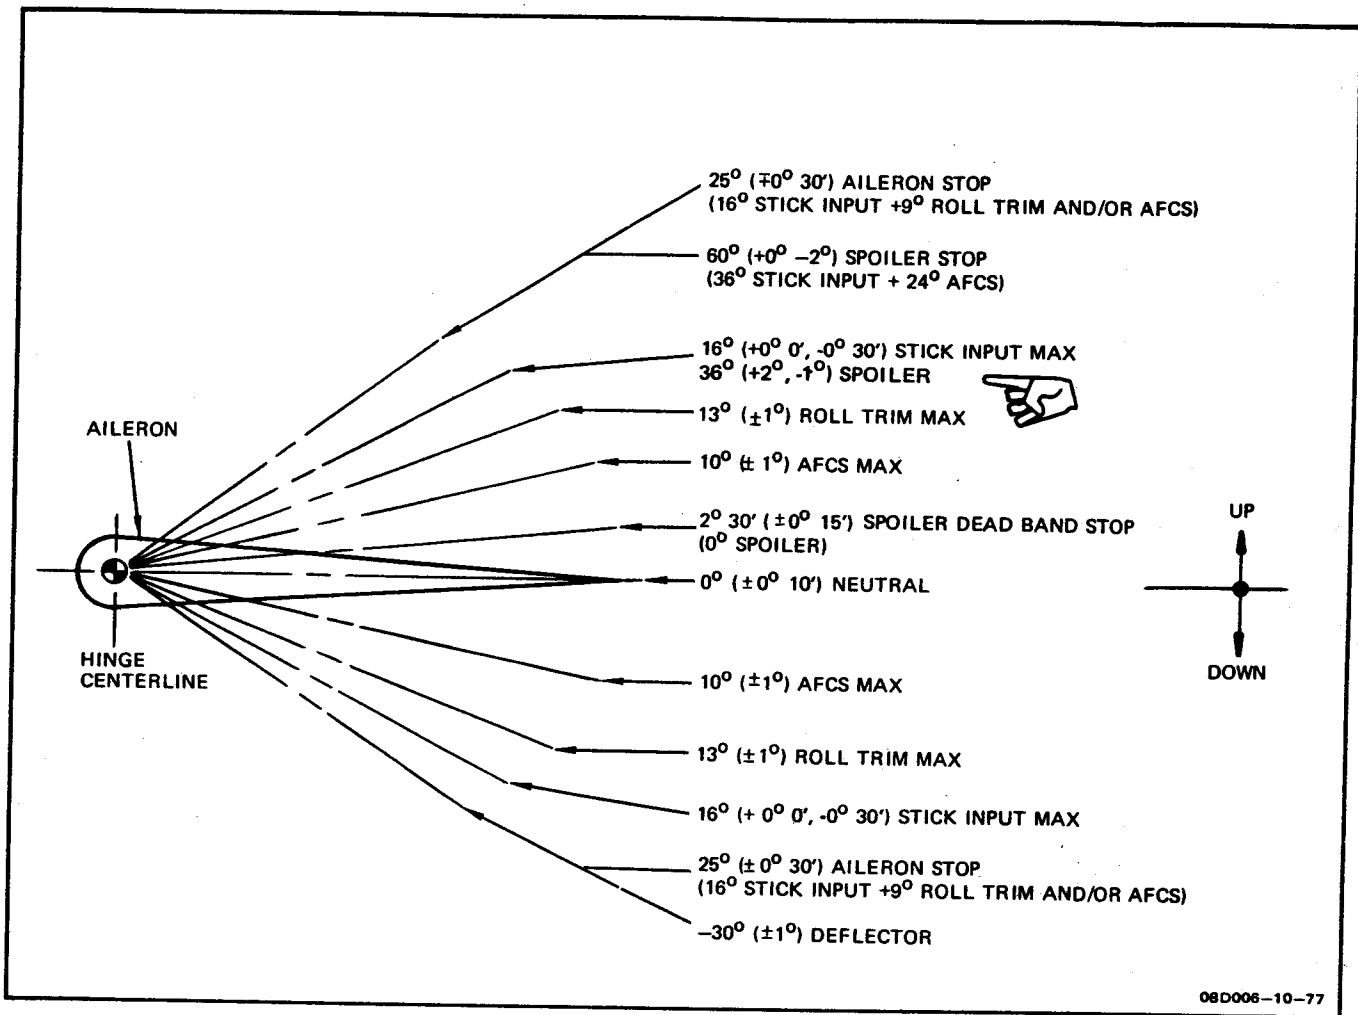 25° (∓0° 30′) AILERON STOP
(16° STICK INPUT +9° ROLL TRIM AND/OR AFCS)
60° (+0° −2°) SPOILER STOP
(36° STICK INPUT + 24° AFCS)
16° (+0° 0′, -0° 30′) STICK INPUT MAX
36° (+2°, -1°) SPOILER
13° (±1°) ROLL TRIM MAX
AILERON
10° (± 1°) AFCS MAX
2° 30′ (±0° 15′) SPOILER DEAD BAND STOP
(0° SPOILER)
UP
0° (±0° 10′) NEUTRAL
HINGE
CENTERLINE
DOWN
10° (±1°) AFCS MAX
13° (±1°) ROLL TRIM MAX
16° (+ 0° 0′, -0° 30′) STICK INPUT MAX
25° (± 0° 30′) AILERON STOP
(16° STICK INPUT +9° ROLL TRIM AND/OR AFCS)
−30° (±1°) DEFLECTOR
08D006−10−77